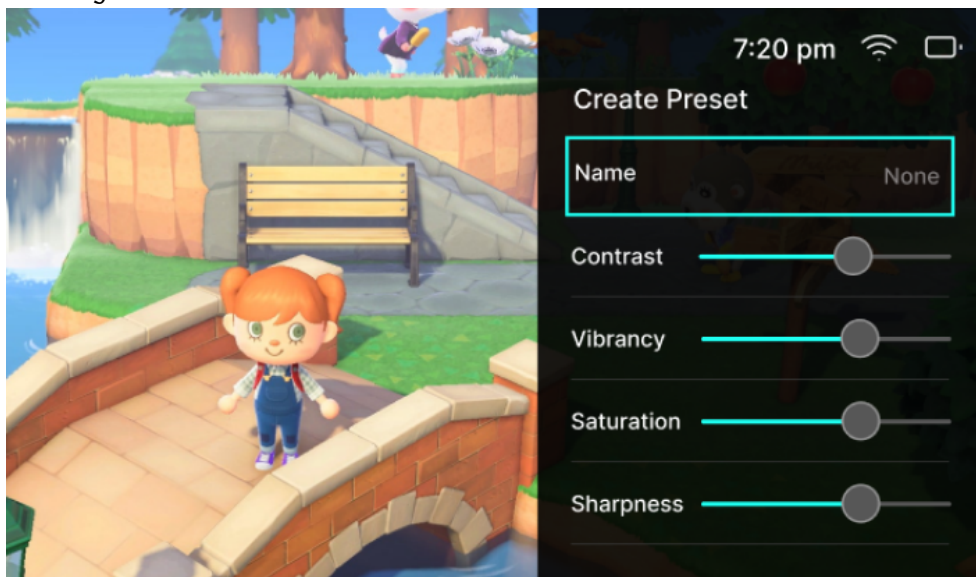 7:20 pm
Create Preset
Name None
Contrast
Vibrancy
Saturation
Sharpness